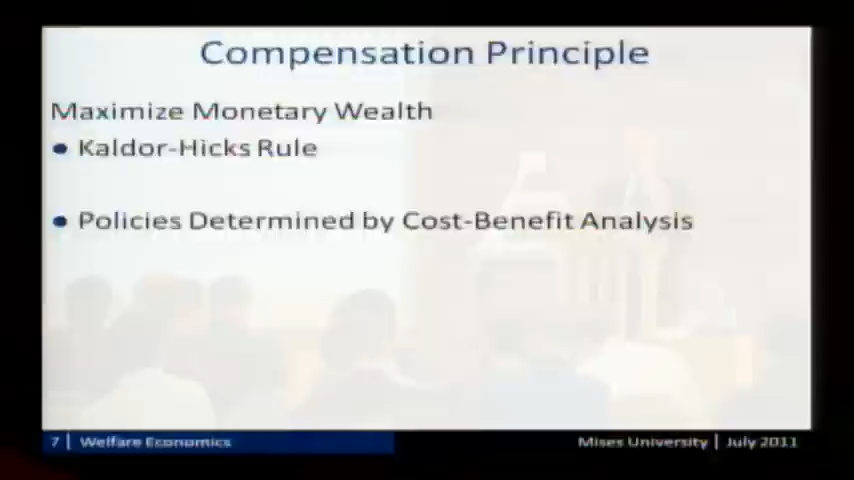 Compensation Principle
Maximize Monetary Wealth
• Kaldor-Hicks Rule
• Policies Determined by Cost-Benefit Analysis
7 | Welfare Economics
Mises University | July 2011